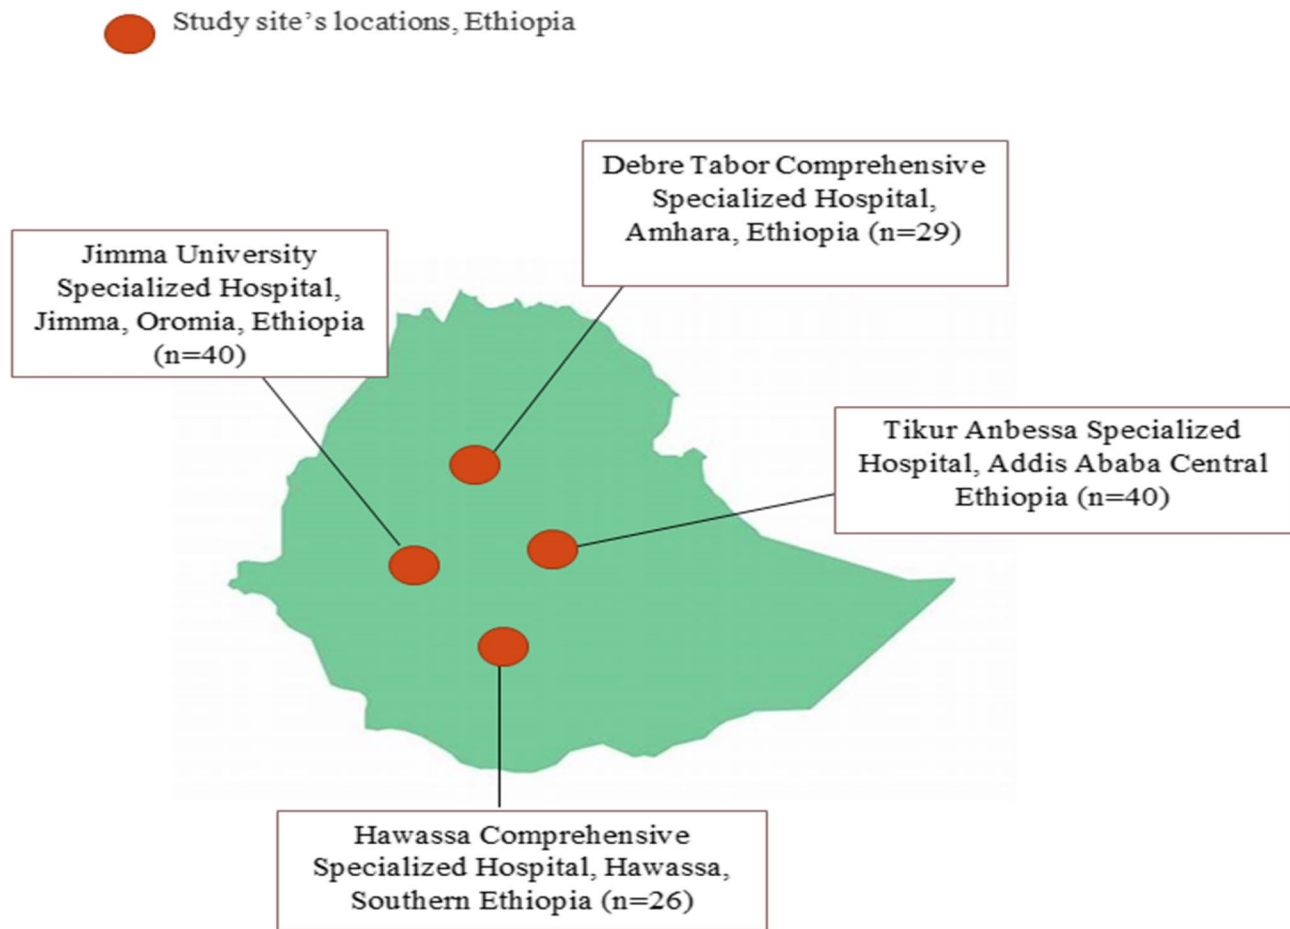 Study site's locations, Ethiopia
Debre Tabor Comprehensive
Specialized Hospital,
Amhara, Ethiopia (n=29)
Jimma University
Specialized Hospital,
Jimma, Oromia, Ethiopia
(n=40)
Tikur Anbessa Specialized
Hospital, Addis Ababa Central
Ethiopia (n=40)
Hawassa Comprehensive
Specialized Hospital, Hawassa,
Southern Ethiopia (n=26)